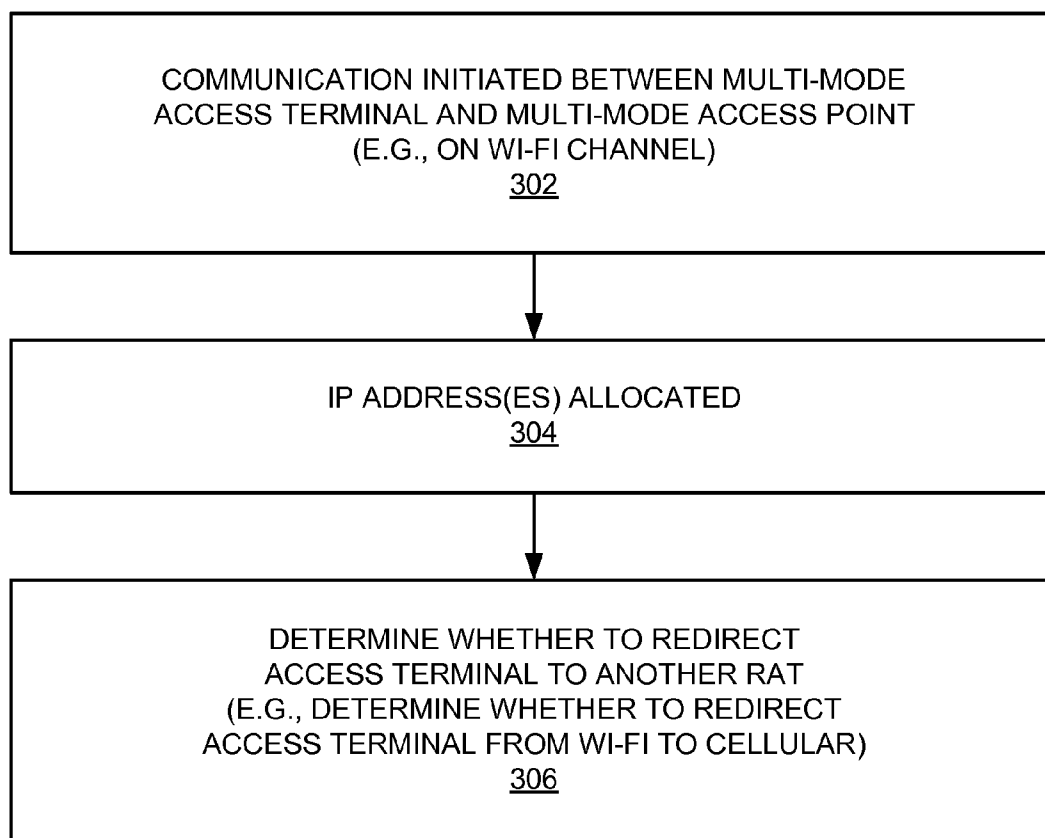 COMMUNICATION INITIATED BETWEEN MULTI-MODE
ACCESS TERMINAL AND MULTI-MODE ACCESS POINT
(E.G., ON WI-FI CHANNEL)
302
IP ADDRESS(ES) ALLOCATED
304
DETERMINE WHETHER TO REDIRECT
ACCESS TERMINAL TO ANOTHER RAT
(E.G., DETERMINE WHETHER TO REDIRECT
ACCESS TERMINAL FROM WI-FI TO CELLULAR)
306